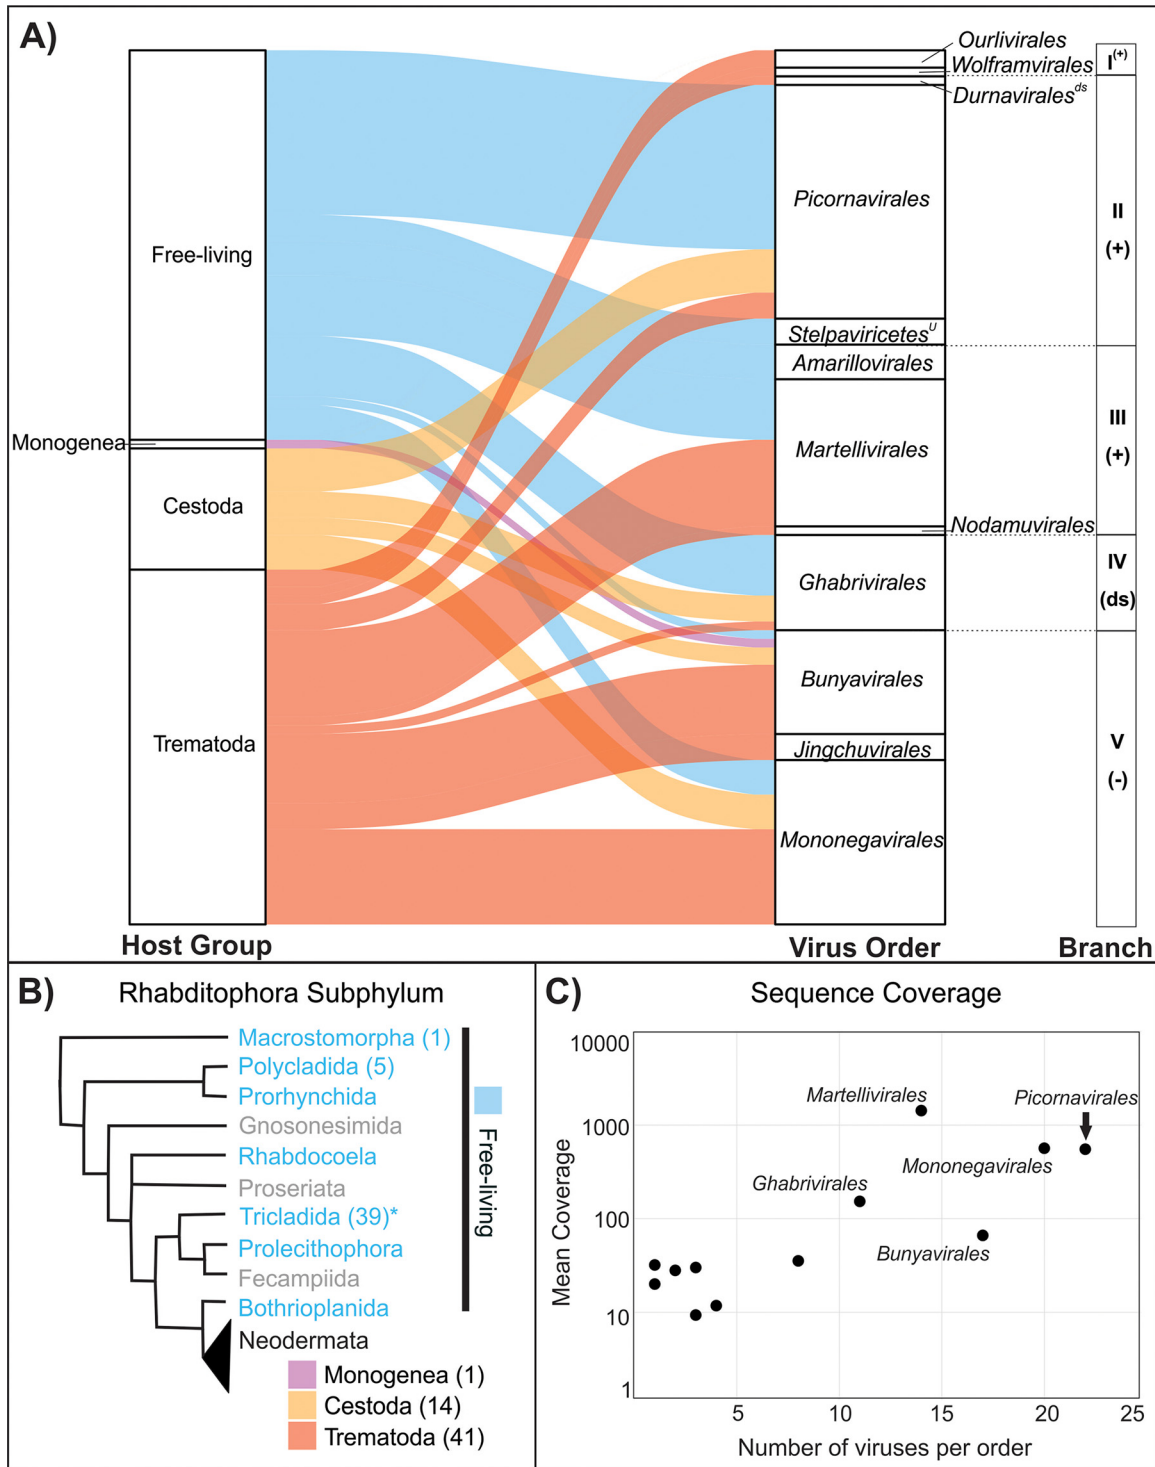 A)
Free-living
Monogenea
Cestoda
Trematoda
Host Group
Ourlivirales
Wolframvirales
Durnavirales^ds
Picornavirales
Stelpaviricetes^U
Amarillovirales
Martellivirales
Nodamuvirales
Ghabrivirales
Bunyavirales
Jingchuvirales
Mononegavirales
Virus Order
I(+)
II
(+)
III
(+)
IV
(ds)
V
(-)
Branch
B)
Rhabditophora Subphylum
Macrostomorpha (1)
Polycladida (5)
Prorhynchida
Gnosonesimida
Rhabdocoela
Proseriata
Tricladida (39)*
Prolecithophora
Fecampiida
Bothrioplanida
Neodermata
Free-living
Monogenea (1)
Cestoda (14)
Trematoda (41)
C)
Sequence Coverage
Mean Coverage
10000
1000
100
10
1
Martellivirales
Picornavirales
Mononegavirales
Ghabrivirales
Bunyavirales
5
10
15
20
25
Number of viruses per order